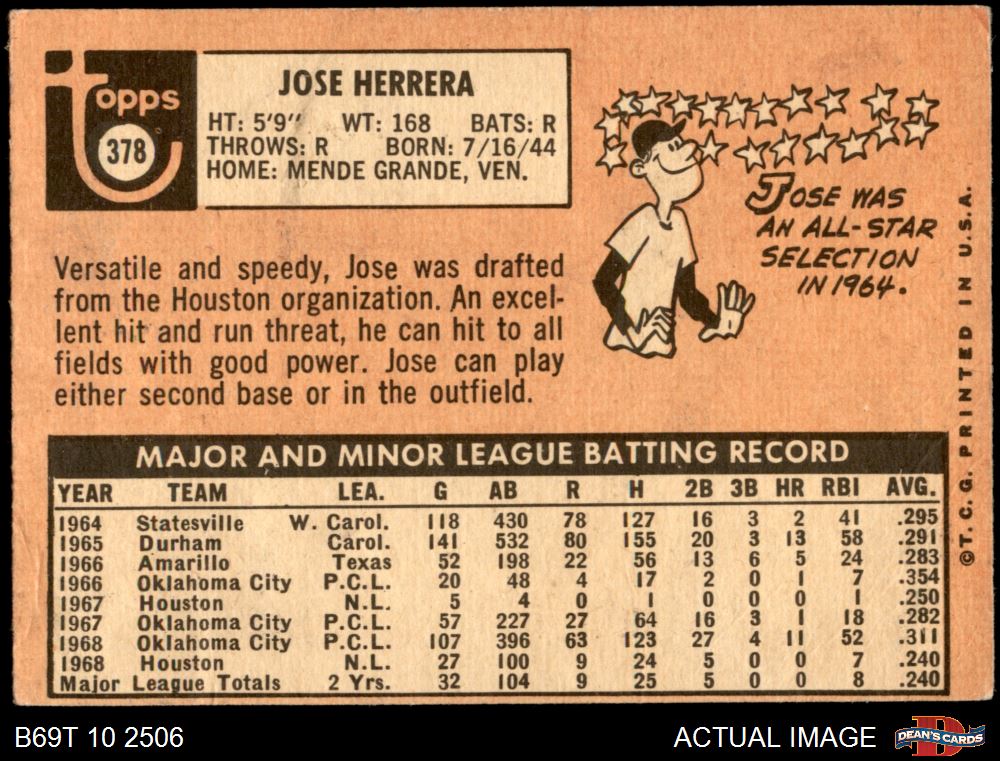 Topps
378
JOSE HERRERA
HT: 5'9" WT: 168 BATS: R
THROWS: R BORN: 7/16/44
HOME: MENDE GRANDE, VEN.
JOSE WAS
AN ALL-STAR
SELECTION
IN 1964.
Versatile and speedy, Jose was drafted
from the Houston organization. An excel-
lent hit and run threat, he can hit to all
fields with good power. Jose can play
either second base or in the outfield.
MAJOR AND MINOR LEAGUE BATTING RECORD
YEAR TEAM LEA. G AB R H 2B 3B HR RBI AVG.
1964 Statesville W. Carol. 118 430 78 127 16 3 2 41 .295
1965 Durham Carol. 141 532 80 155 20 3 13 58 .291
1966 Amarillo Texas 52 198 22 56 13 6 5 24 .283
1966 Oklahoma City P.C.L. 20 48 4 17 2 0 1 7 .354
1967 Houston N.L. 5 4 0 1 0 0 0 1 .250
1967 Oklahoma City P.C.L. 57 227 27 64 16 3 1 18 .282
1968 Oklahoma City P.C.L. 107 396 63 123 27 4 11 52 .311
1968 Houston N.L. 27 100 9 24 5 0 0 7 .240
Major League Totals 2 Yrs. 32 104 9 25 5 0 0 8 .240
©T. C. G. PRINTED IN U.S.A.
B69T 10 2506
ACTUAL IMAGE
DEAN'S CARDS